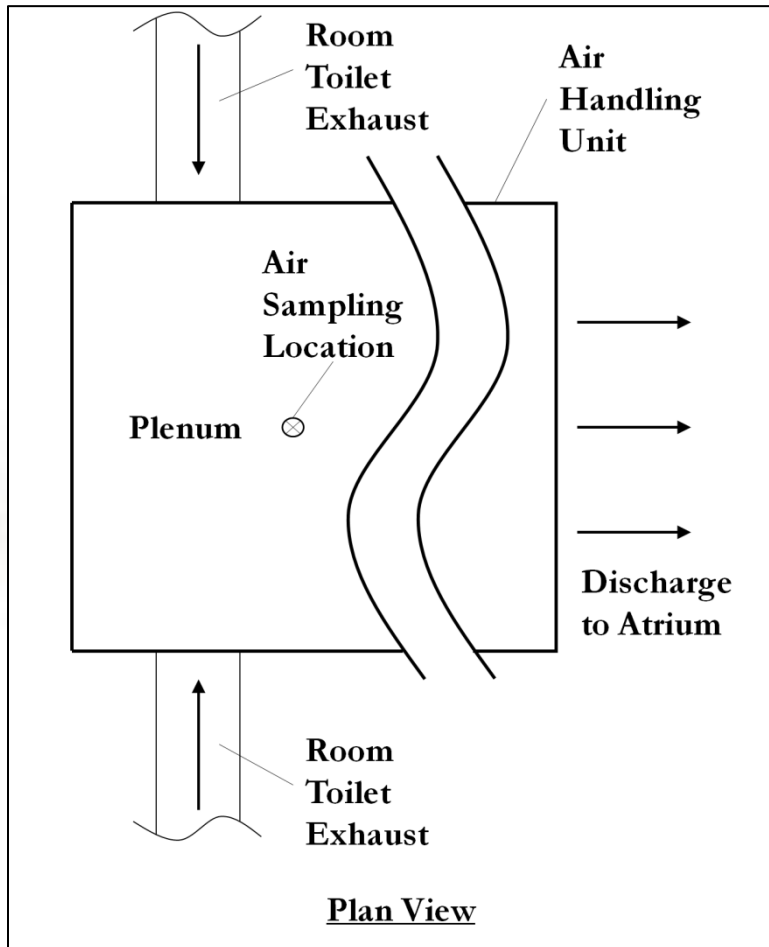 Room
Toilet
Exhaust
Air
Handling
Unit
Air
Sampling
Location
Plenum
Discharge
to Atrium
Room
Toilet
Exhaust
Plan View